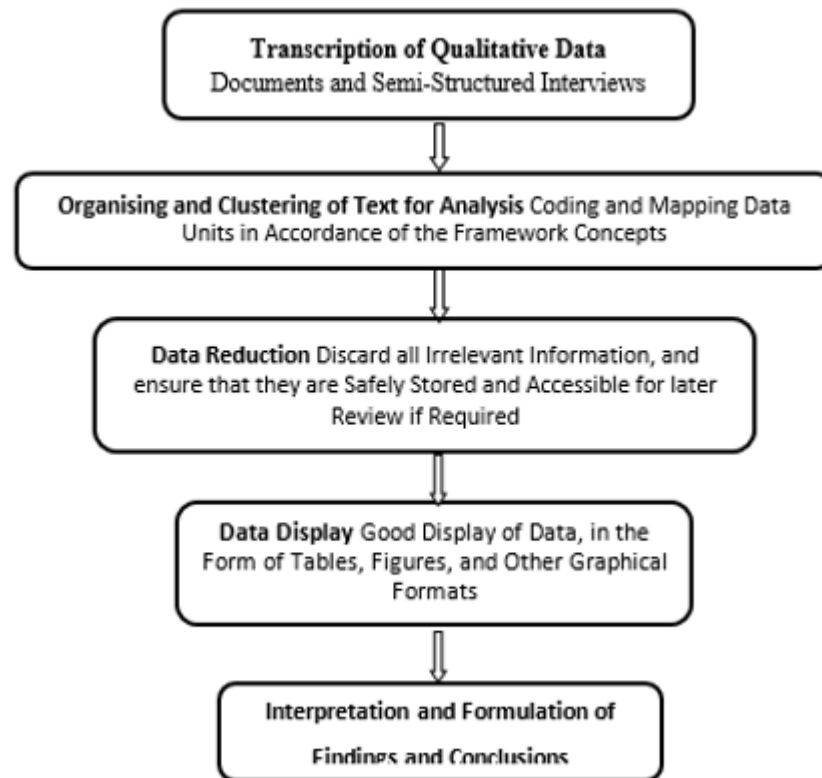 Transcription of Qualitative Data
Documents and Semi-Structured Interviews
Organising and Clustering of Text for Analysis Coding and Mapping Data
Units in Accordance of the Framework Concepts
Data Reduction Discard all Irrelevant Information, and
ensure that they are Safely Stored and Accessible for later
Review if Required
Data Display Good Display of Data, in the
Form of Tables, Figures, and Other Graphical
Formats
Interpretation and Formulation of
Findings and Conclusions